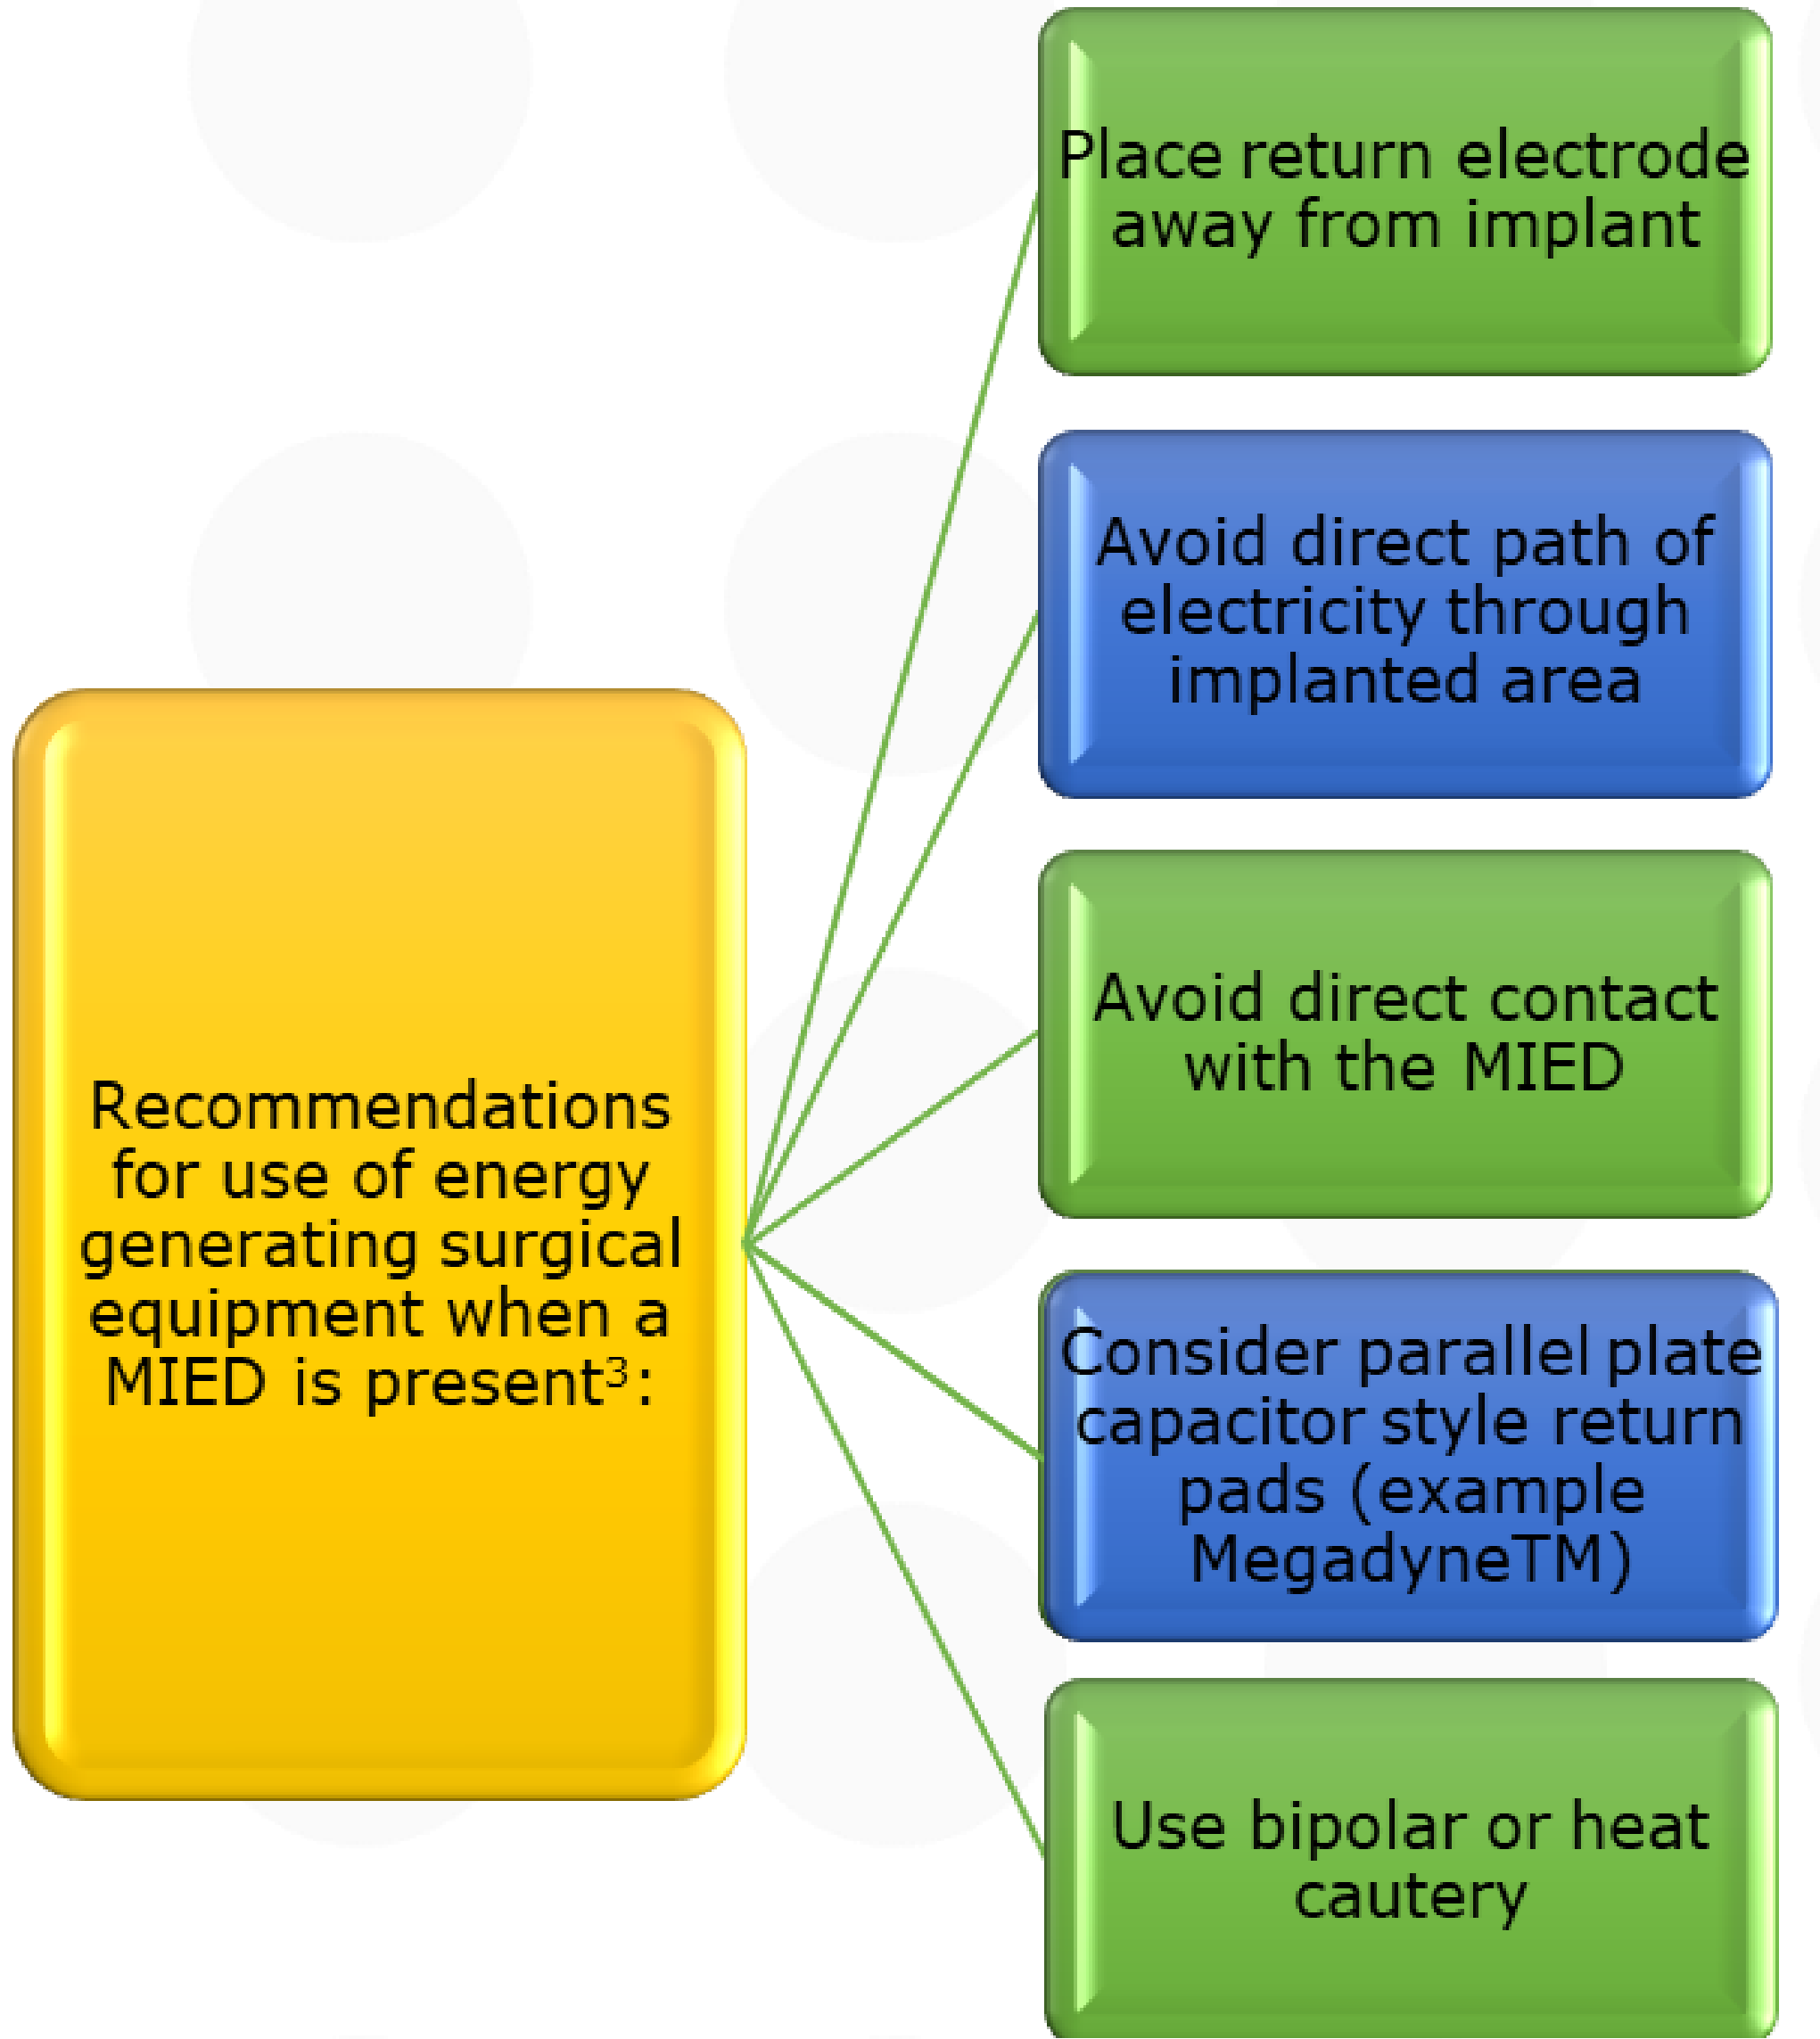 Recommendations
for use of energy
generating surgical
equipment when a
MIED is present³:
Place return electrode
away from implant
Avoid direct path of
electricity through
implanted area
Avoid direct contact
with the MIED
Consider parallel plate
capacitor style return
pads (example
MegadyneTM)
Use bipolar or heat
cautery